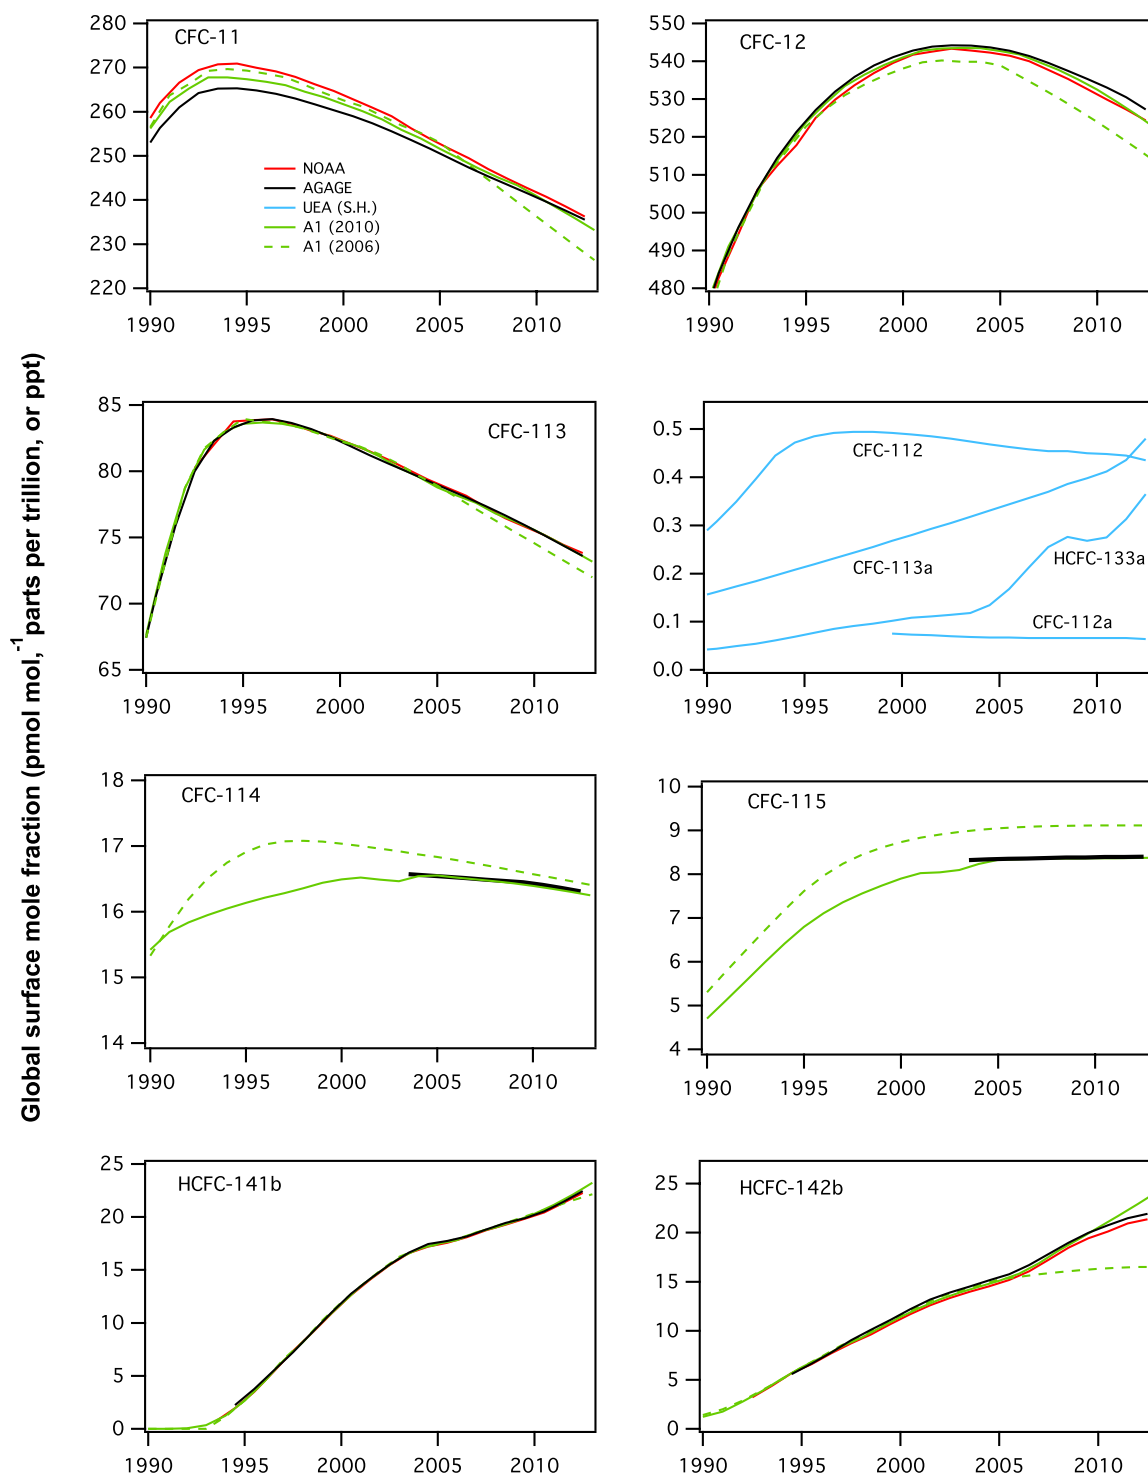 Global surface mole fraction (pmol mol,-1 parts per trillion, or ppt)
280
270
260
250
240
230
220
CFC-11
NOAA
AGAGE
UEA (S.H.)
A1 (2010)
A1 (2006)
1990 1995 2000 2005 2010
550
540
530
520
510
500
490
480
CFC-12
1990 1995 2000 2005 2010
85
80
75
70
65
CFC-113
1990 1995 2000 2005 2010
0.5
0.4
0.3
0.2
0.1
0.0
CFC-112
HCFC-133a
CFC-113a
CFC-112a
1990 1995 2000 2005 2010
18
17
16
15
14
CFC-114
1990 1995 2000 2005 2010
10
9
8
7
6
5
4
CFC-115
1990 1995 2000 2005 2010
25
20
15
10
5
0
HCFC-141b
1990 1995 2000 2005 2010
25
20
15
10
5
0
HCFC-142b
1990 1995 2000 2005 2010